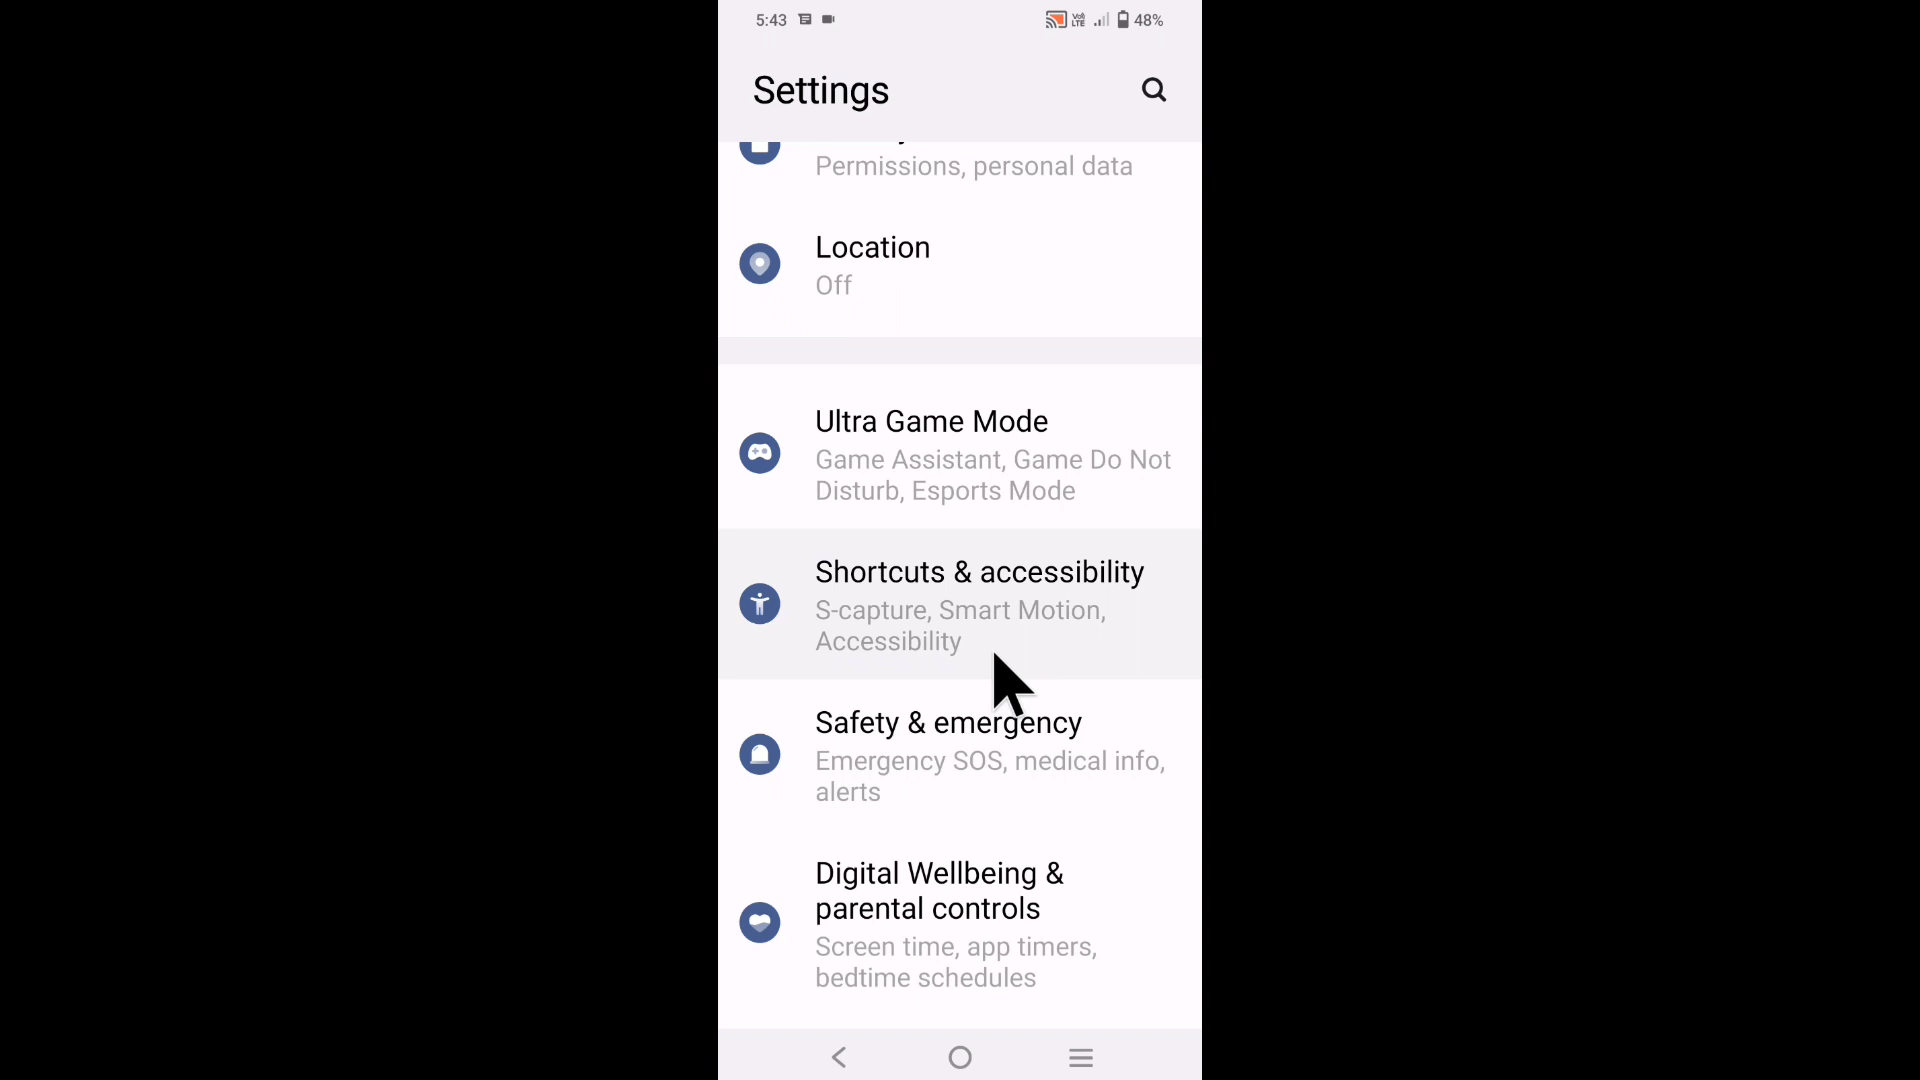 5:43 Vo) LTE 48%
Settings
Permissions, personal data
Location
Off
Ultra Game Mode
Game Assistant, Game Do Not
Disturb, Esports Mode
Shortcuts & accessibility
S-capture, Smart Motion,
Accessibility
Safety & emergency
Emergency SOS, medical info,
alerts
Digital Wellbeing &
parental controls
Screen time, app timers,
bedtime schedules